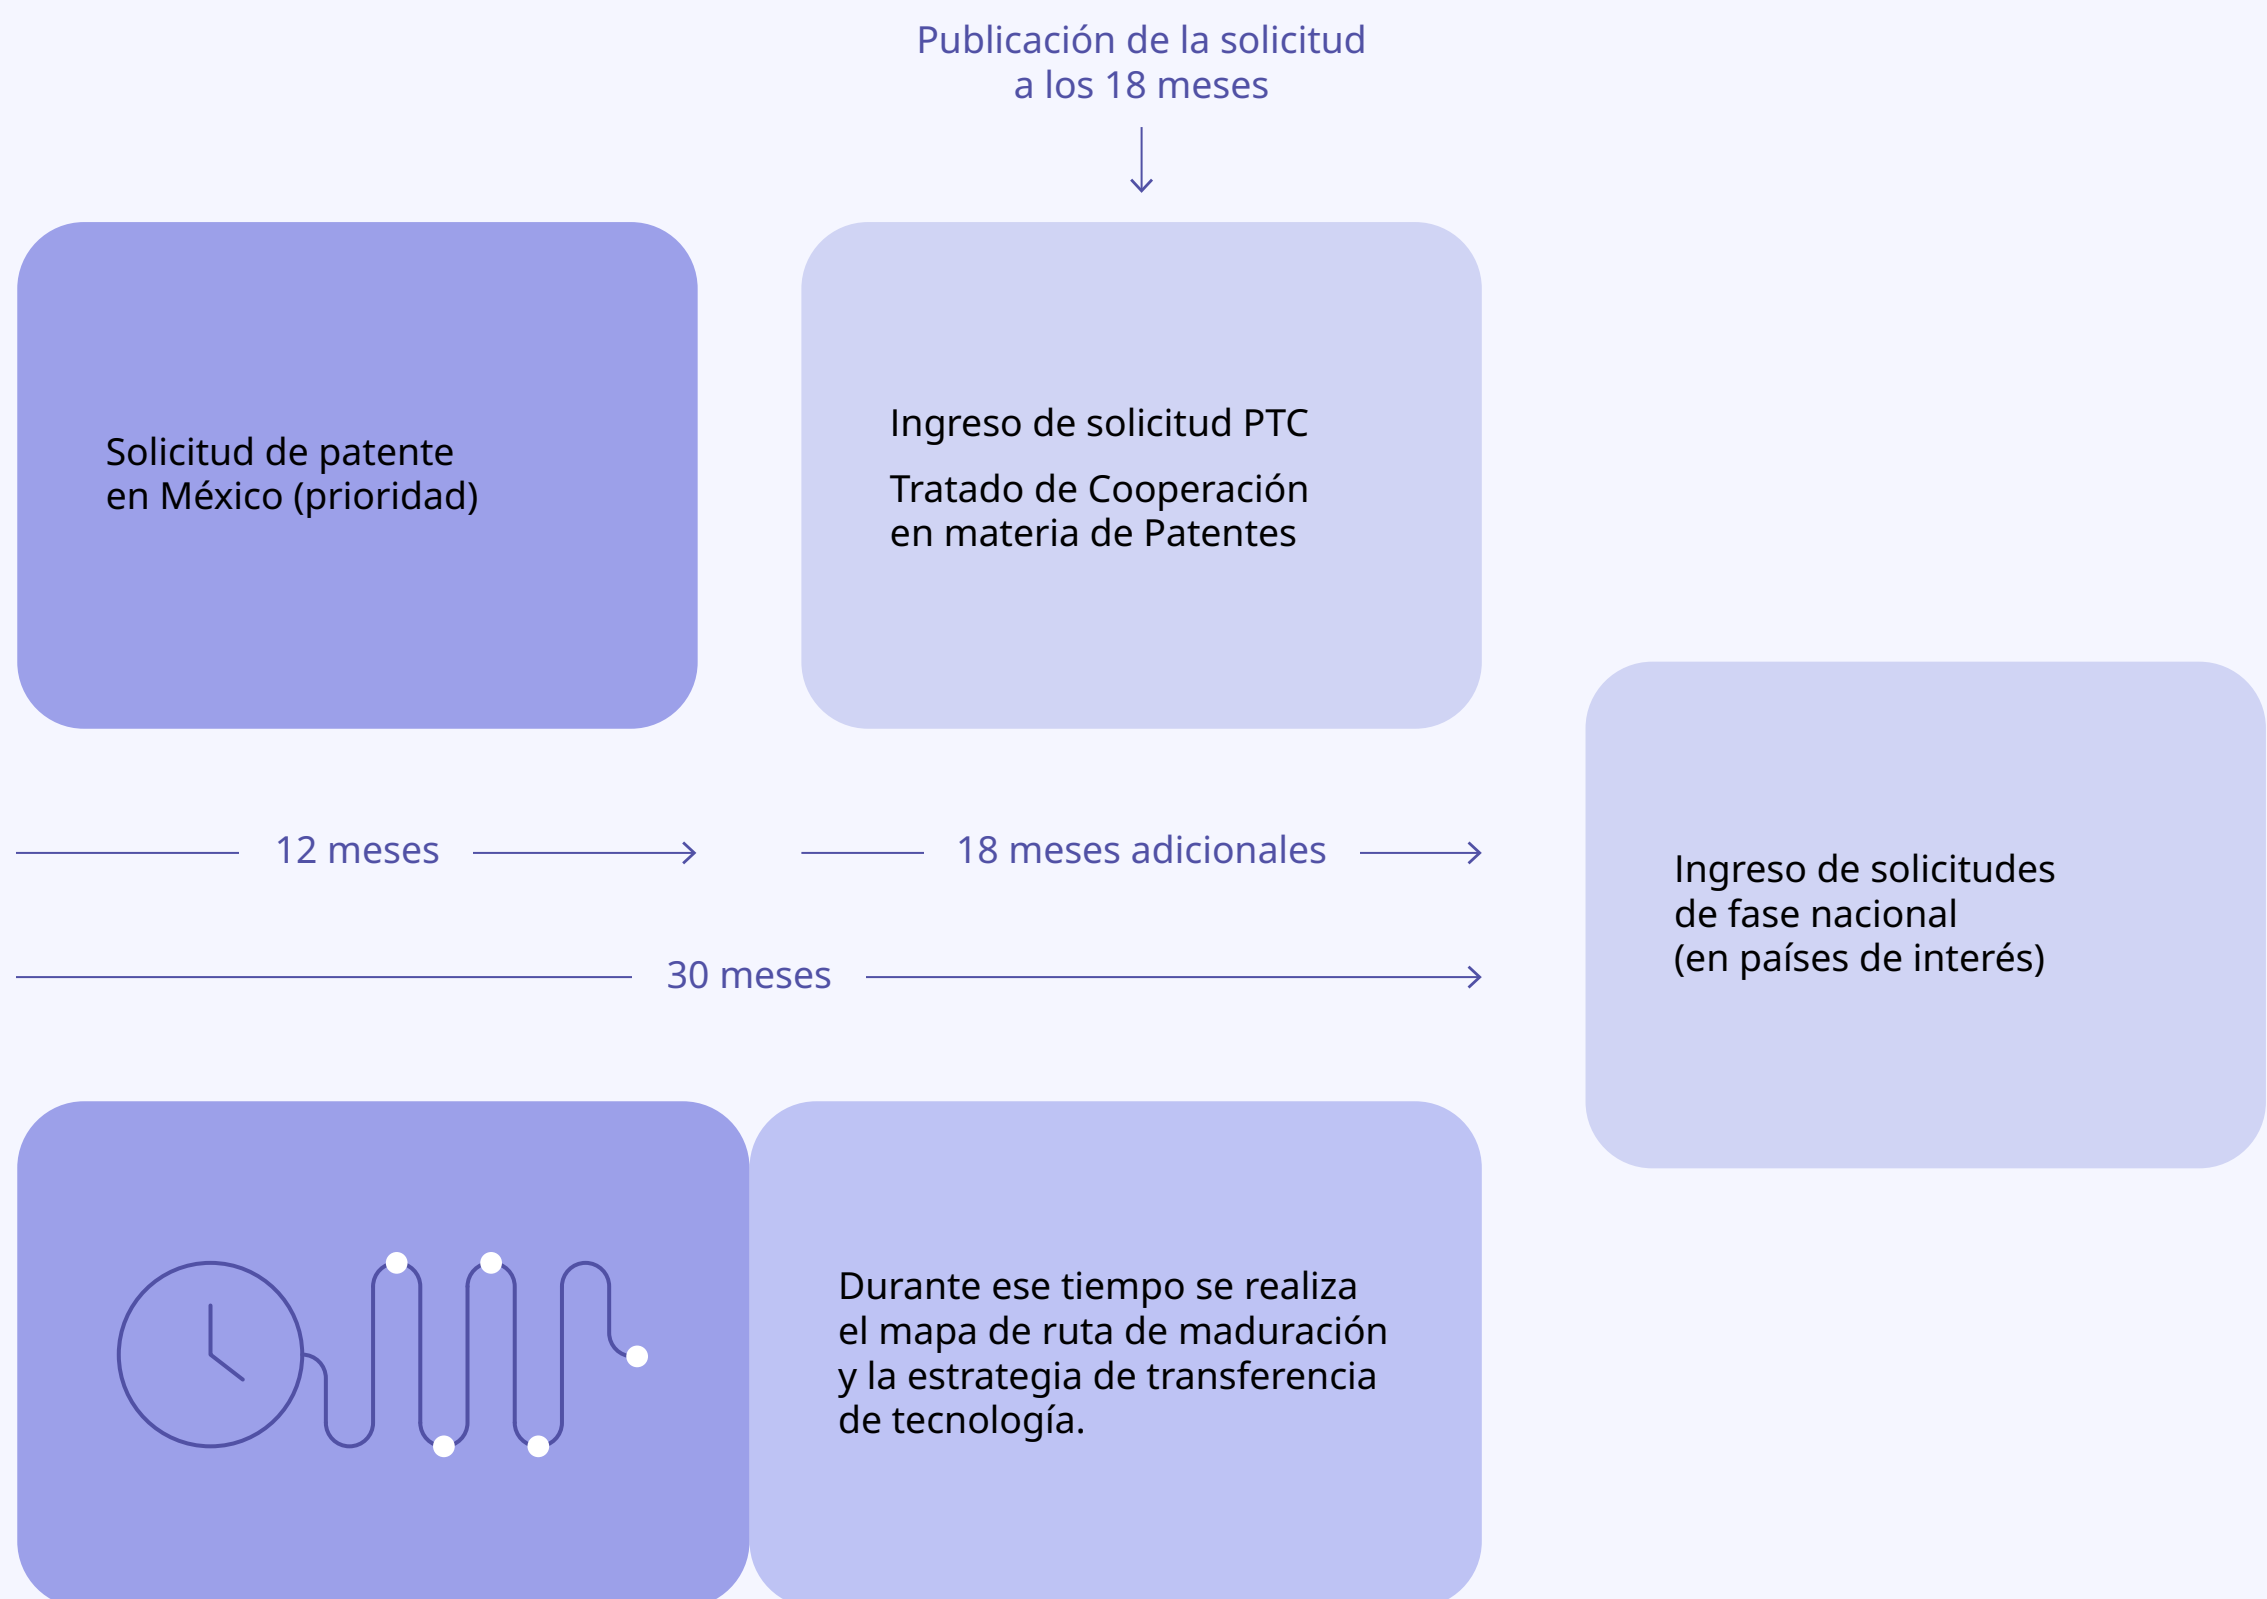 Publicación de la solicitud
a los 18 meses
Solicitud de patente
en México (prioridad)
Ingreso de solicitud PTC
Tratado de Cooperación
en materia de Patentes
12 meses
18 meses adicionales
30 meses
Ingreso de solicitudes
de fase nacional
(en países de interés)
Durante ese tiempo se realiza
el mapa de ruta de maduración
y la estrategia de transferencia
de tecnología.